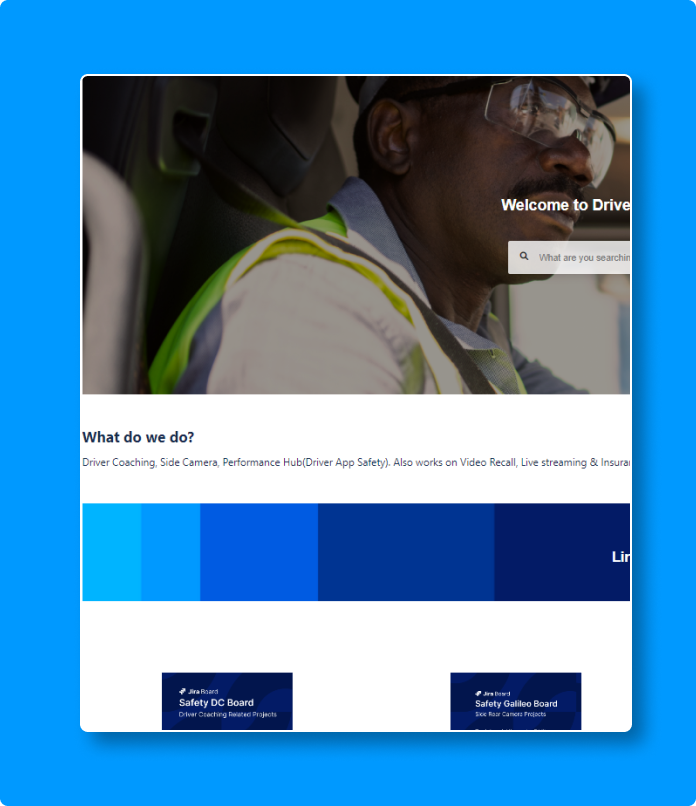 Welcome to Drive
What are you searchin
What do we do?
Driver Coaching, Side Camera, Performance Hub(Driver App Safety). Also works on Video Recall, Live streaming & Insura
Lin
Jira Board
Safety DC Board
Driver Coaching Related Projects
Jira Board
Safety Galileo Board
Side Rear Camera Projects